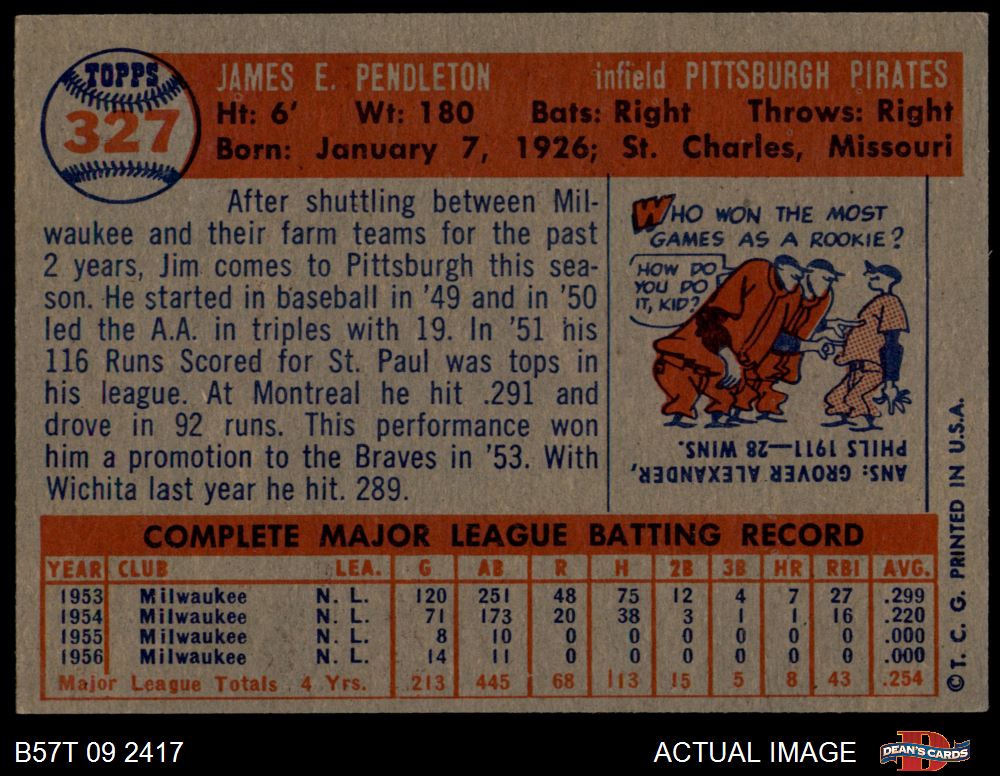 TOPPS
327
JAMES E. PENDLETON infield PITTSBURGH PIRATES
Ht: 6' Wt: 180 Bats: Right Throws: Right
Born: January 7, 1926; St. Charles, Missouri
After shuttling between Mil-
waukee and their farm teams for the past
2 years, Jim comes to Pittsburgh this sea-
son. He started in baseball in '49 and in '50
led the A.A. in triples with 19. In '51 his
116 Runs Scored for St. Paul was tops in
his league. At Montreal he hit .291 and
drove in 92 runs. This performance won
him a promotion to the Braves in '53. With
Wichita last year he hit. 289.
WHO WON THE MOST
GAMES AS A ROOKIE?
HOW DO
YOU DO
IT, KID?
ANS: GROVER ALEXANDER,
PHILS 1911—28 WINS.
COMPLETE MAJOR LEAGUE BATTING RECORD
YEAR CLUB LEA. G AB R H 2B 3B HR RBI AVG.
1953 Milwaukee N. L. 120 251 48 75 12 4 7 27 .299
1954 Milwaukee N. L. 71 173 20 38 3 1 1 16 .220
1955 Milwaukee N. L. 8 10 0 0 0 0 0 0 .000
1956 Milwaukee N. L. 14 11 0 0 0 0 0 0 .000
Major League Totals 4 Yrs. 213 445 68 113 15 5 8 43 .254
© T. C. G. PRINTED IN U.S.A.
B57T 09 2417 ACTUAL IMAGE
D
DEAN'S CARDS